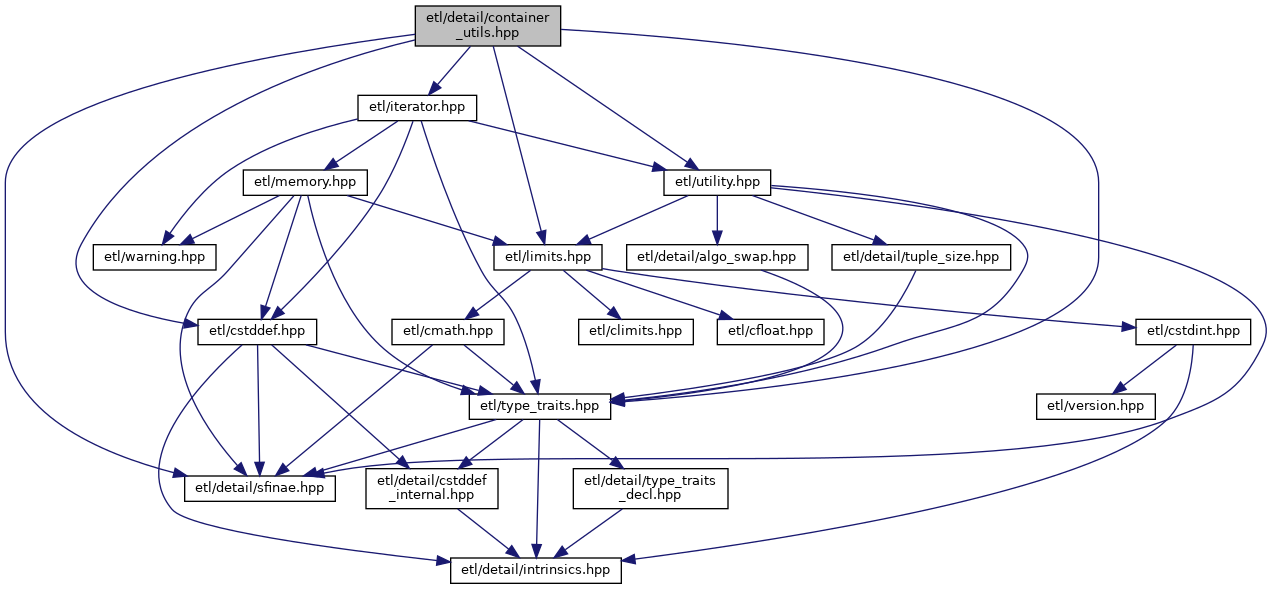 etl/detail/container
_utils.hpp
etl/iterator.hpp
etl/memory.hpp
etl/utility.hpp
etl/warning.hpp
etl/limits.hpp
etl/detail/algo_swap.hpp
etl/detail/tuple_size.hpp
etl/cstddef.hpp
etl/cmath.hpp
etl/climits.hpp
etl/cfloat.hpp
etl/cstdint.hpp
etl/type_traits.hpp
etl/version.hpp
etl/detail/sfinae.hpp
etl/detail/cstddef
_internal.hpp
etl/detail/type_traits
_decl.hpp
etl/detail/intrinsics.hpp